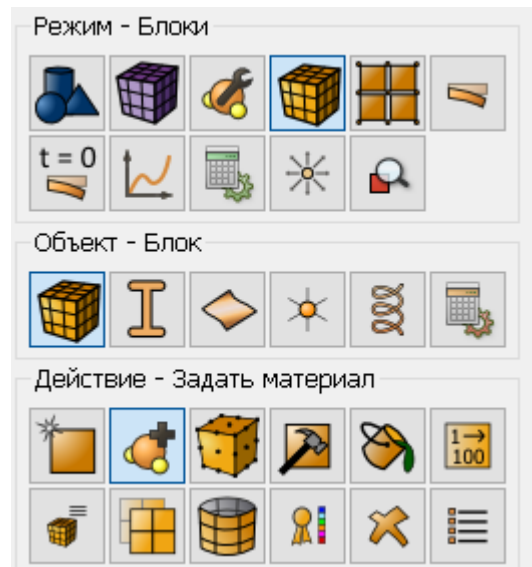 Режим - Блоки
t = 0
Объект - Блок
Действие - Задать материал
1→
100